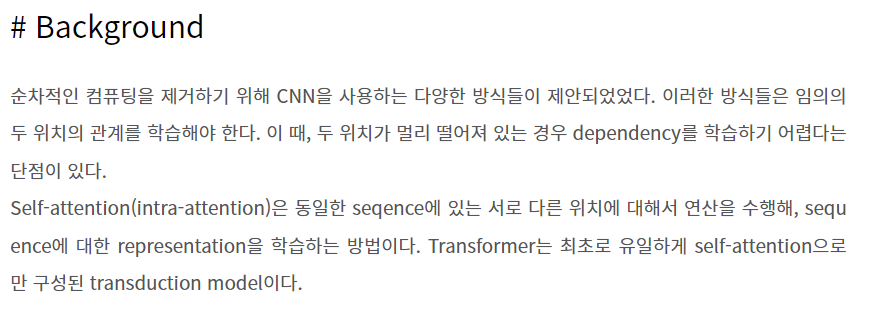 # Background
순차적인 컴퓨팅을 제거하기 위해 CNN을 사용하는 다양한 방식들이 제안되었었다. 이러한 방식들은 임의의
두 위치의 관계를 학습해야 한다. 이 때, 두 위치가 멀리 떨어져 있는 경우 dependency를 학습하기 어렵다는
단점이 있다.
Self-attention(intra-attention)은 동일한 seqence에 있는 서로 다른 위치에 대해서 연산을 수행해, sequ
ence에 대한 representation을 학습하는 방법이다. Transformer는 최초로 유일하게 self-attention으로
만 구성된 transduction model이다.